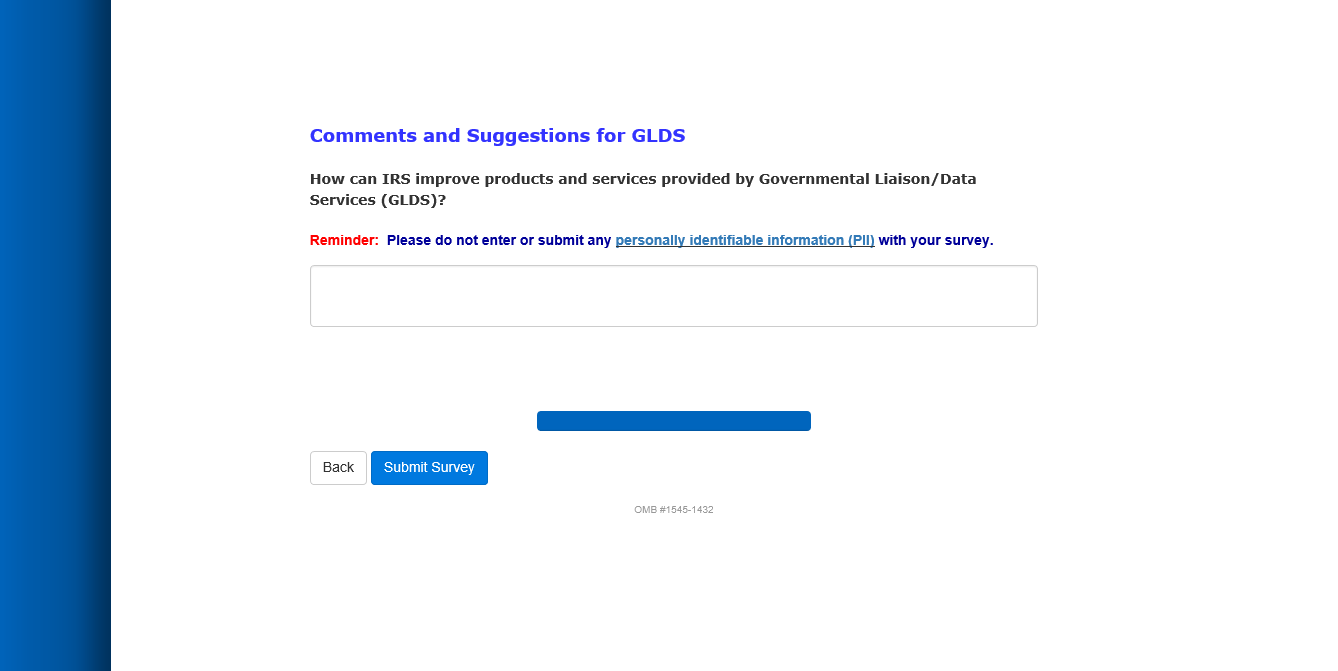 Comments and Suggestions for GLDS
How can IRS improve products and services provided by Governmental Liaison/Data
Services (GLDS)?
Reminder:  Please do not enter or submit any personally identifiable information (PII) with your survey.
Back
Submit Survey
OMB #1545-1432